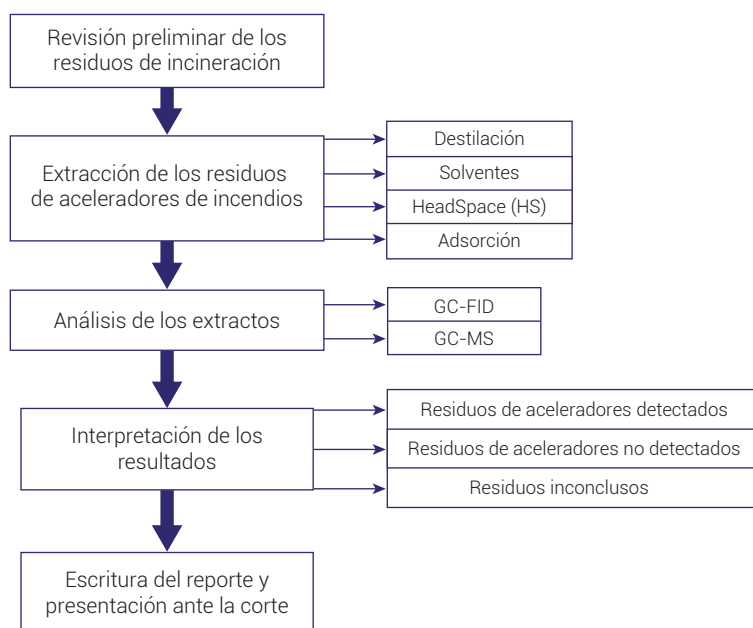 Revisión preliminar de los
residuos de incineración
Extracción de los residuos
de aceleradores de incendios
Destilación
Solventes
HeadSpace (HS)
Adsorción
Análisis de los extractos
GC-FID
GC-MS
Interpretación de los
resultados
Residuos de aceleradores detectados
Residuos de aceleradores no detectados
Residuos inconclusos
Escritura del reporte y
presentación ante la corte